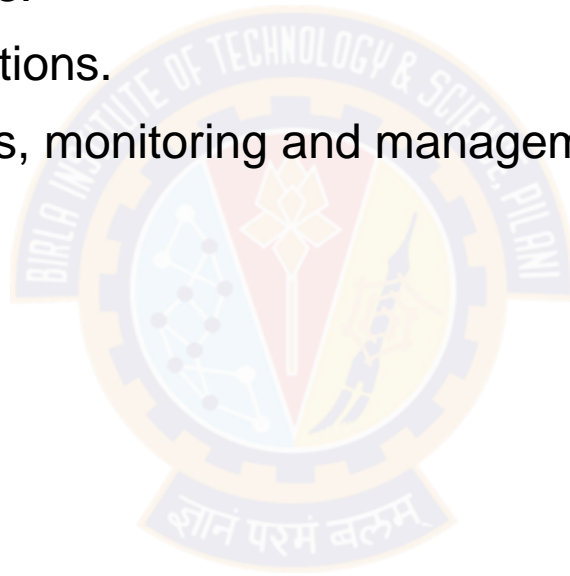 s.
tions.
s, monitoring and managem
BIRLA INSTITUTE OF TECHNOLOGY & SCIENCE, PILANI
ज्ञानं परमं बलम्